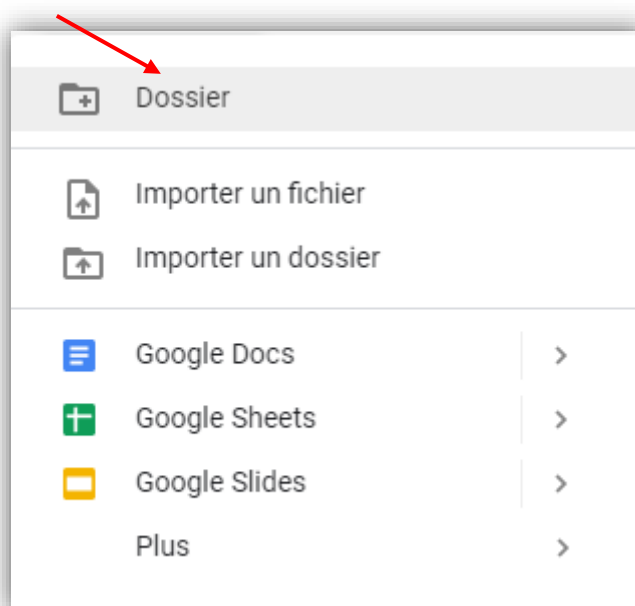 Dossier
Importer un fichier
Importer un dossier
Google Docs
Google Sheets
Google Slides
Plus